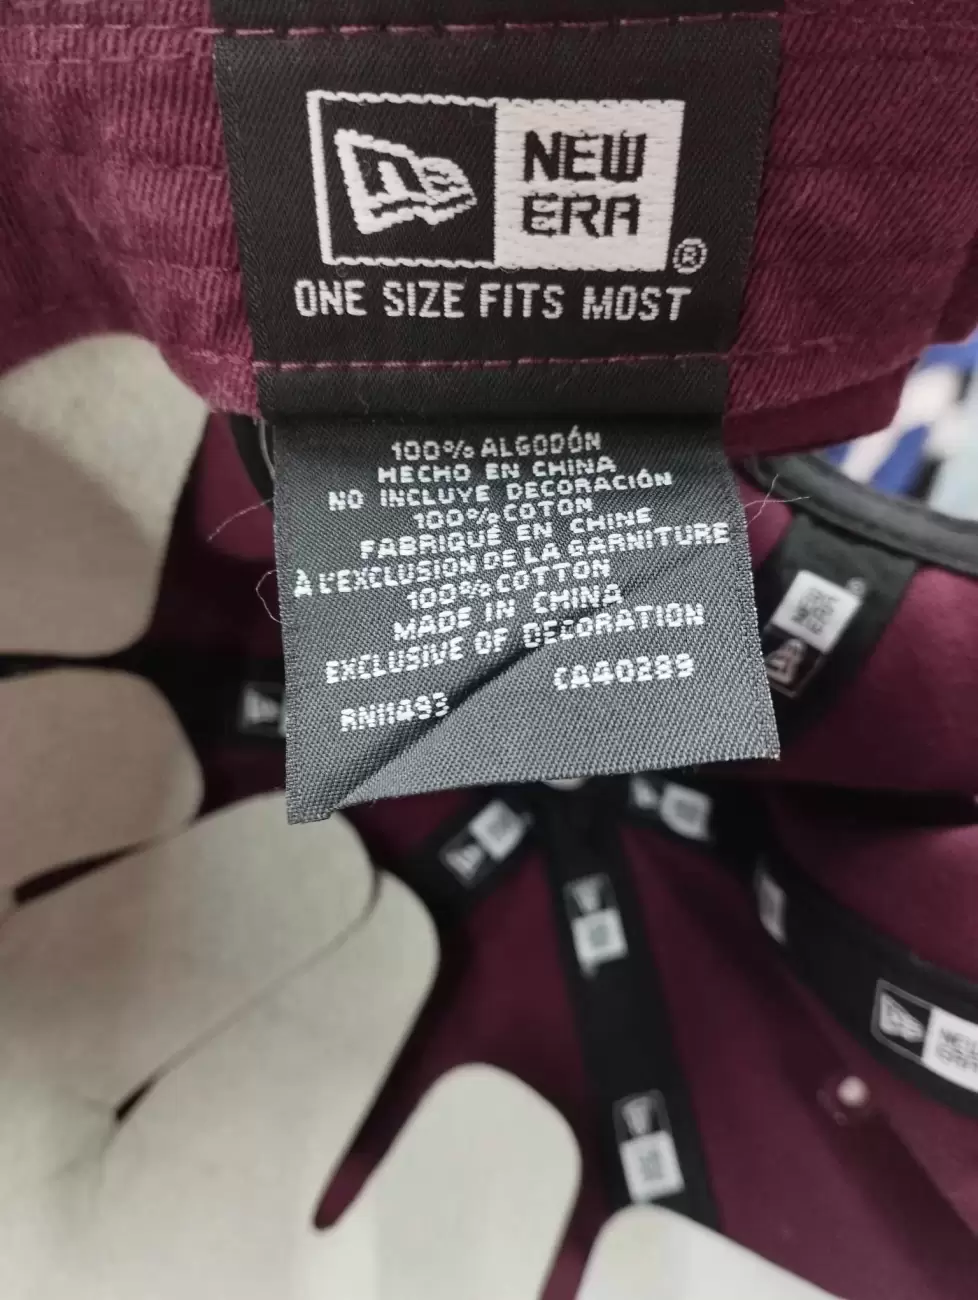 NEW
ERA
®
ONE SIZE FITS MOST
100% ALGODÓN
HECHO EN CHINA
NO INCLUYE DECORACIÓN
100% COTON
FABRIQUÉ EN CHINE
À L'EXCLUSION DE LA GARNITURE
100% COTTON
MADE IN CHINA
EXCLUSIVE OF DECORATION
RN11493 CA40289
NEW